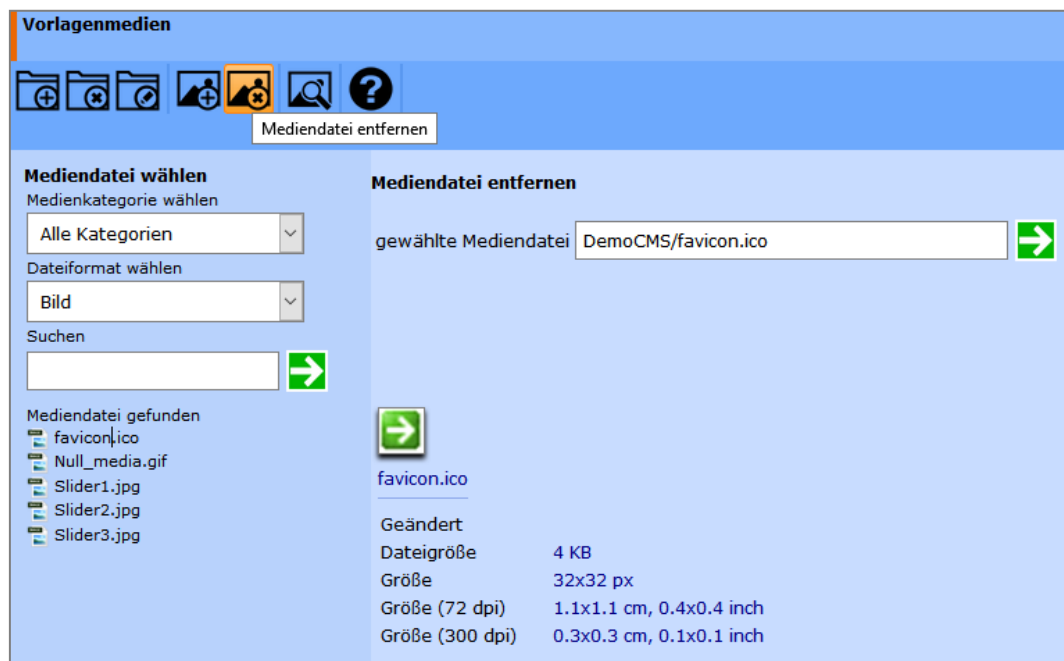 Vorlagenmedien
Mediendatei entfernen
Mediendatei wählen
Medienkategorie wählen
Alle Kategorien
Dateiformat wählen
Bild
Suchen
Mediendatei gefunden
favicon.ico
Null_media.gif
Slider1.jpg
Slider2.jpg
Slider3.jpg
Mediendatei entfernen
gewählte Mediendatei DemoCMS/favicon.ico
favicon.ico
Geändert
Dateigröße 4 KB
Größe 32x32 px
Größe (72 dpi) 1.1x1.1 cm, 0.4x0.4 inch
Größe (300 dpi) 0.3x0.3 cm, 0.1x0.1 inch